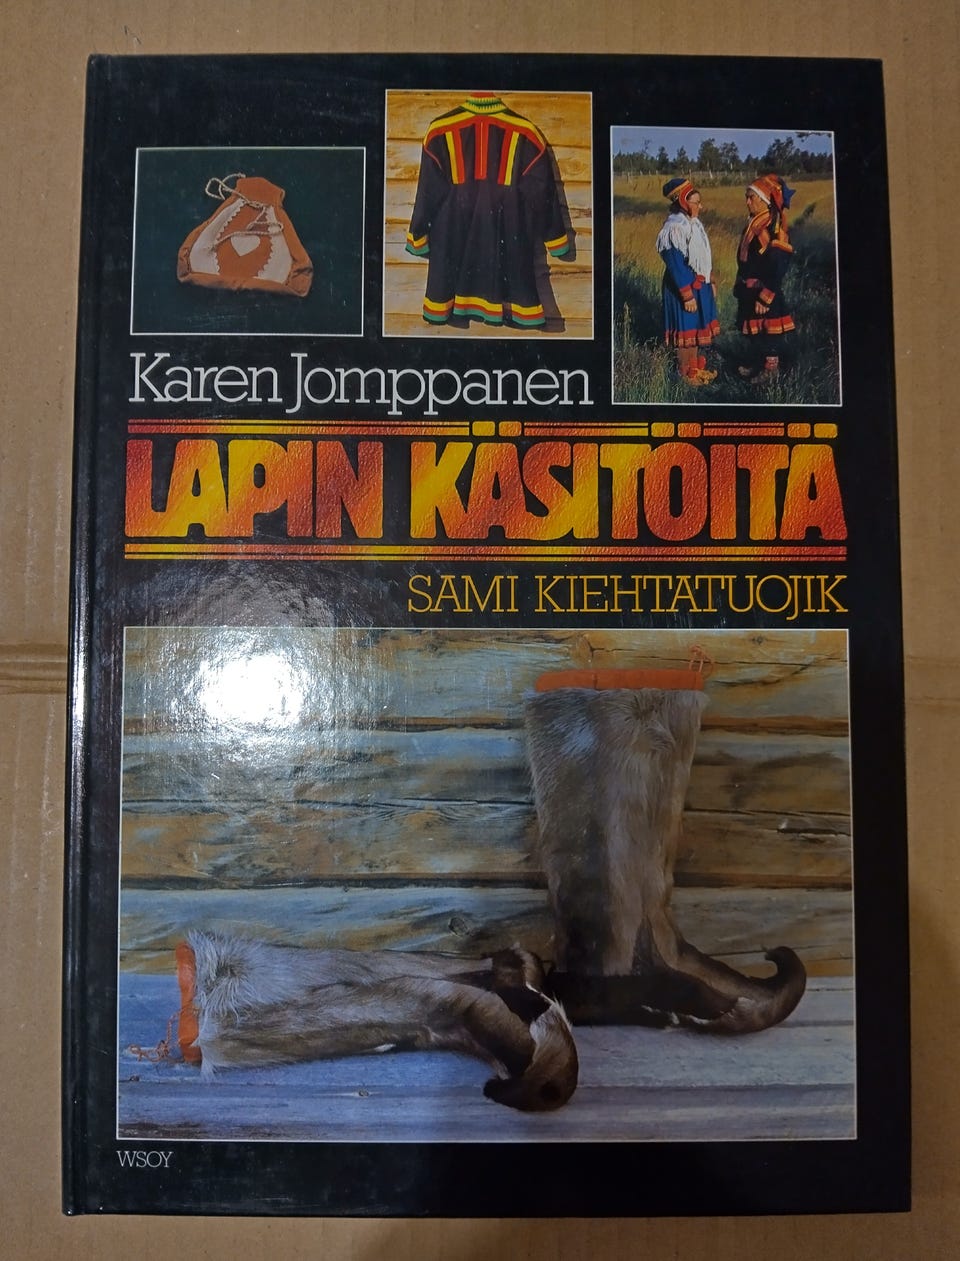 Karen Jomppanen
LAPIN KÄSITÖITÄ
SAMI KIEHTATUOJIK
WSOY